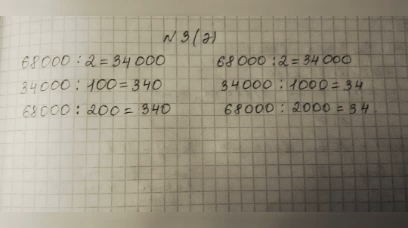 № 3 (2)
68000 : 2 = 34000 68000 : 2 = 34000
34000 : 100 = 340 34000 : 1000 = 34
68000 : 200 = 340 68000 : 2000 = 34